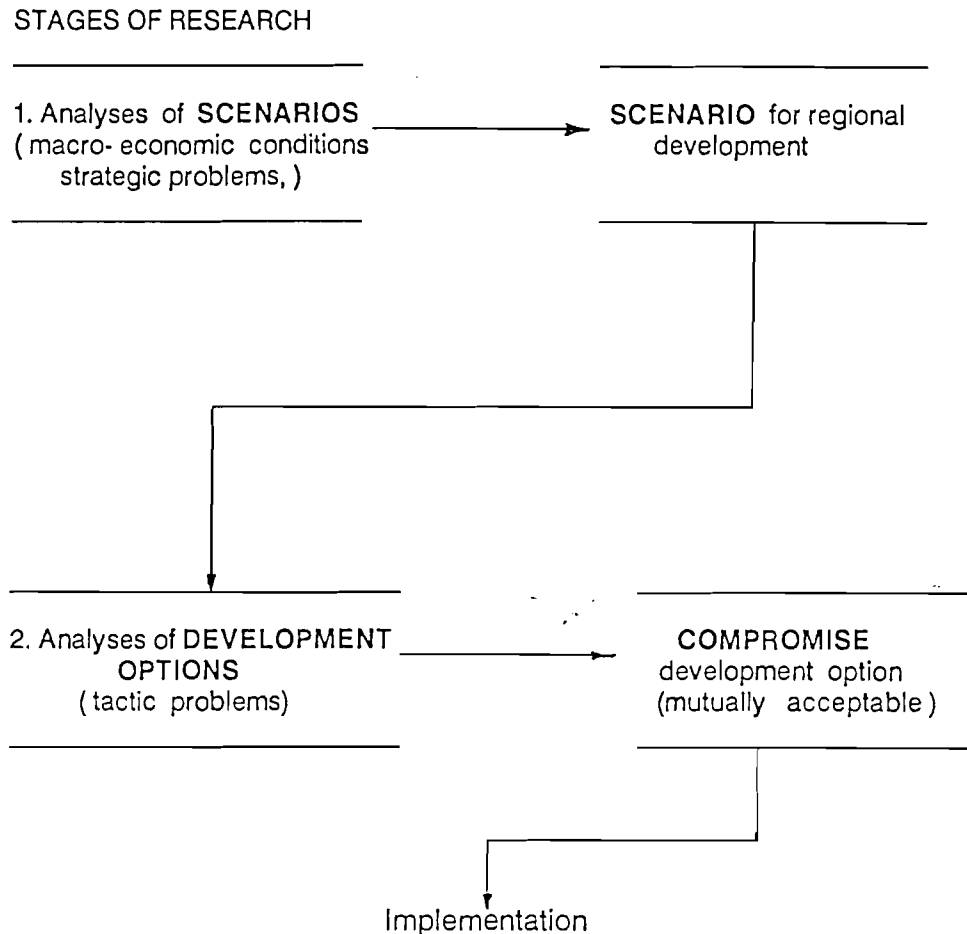 STAGES OF RESEARCH
1. Analyses of SCENARIOS
( macro- economic conditions
strategic problems, )
SCENARIO for regional
development
2. Analyses of DEVELOPMENT
OPTIONS
( tactic problems)
COMPROMISE
development option
(mutually acceptable )
Implementation